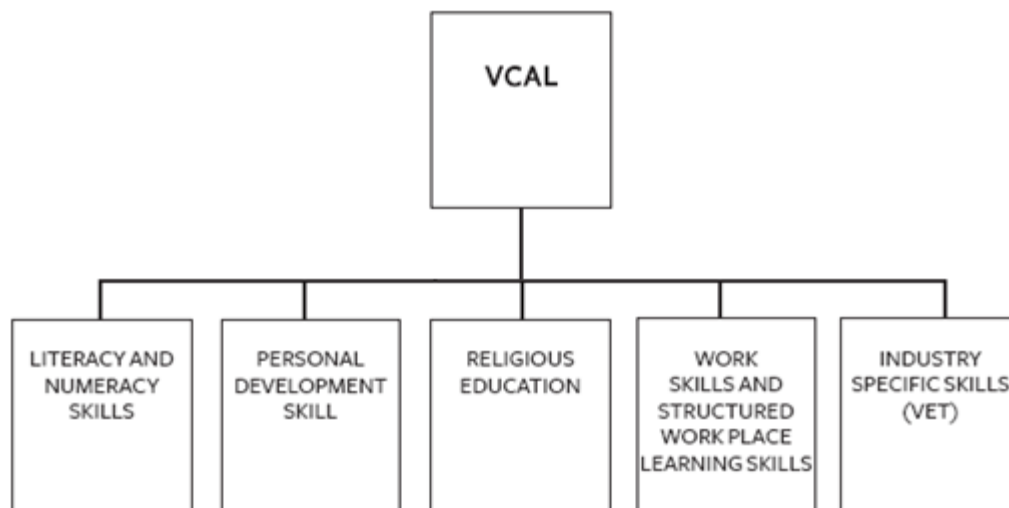 VCAL
LITERACY AND
NUMERACY
SKILLS
PERSONAL
DEVELOPMENT
SKILL
RELIGIOUS
EDUCATION
WORK
SKILLS AND
STRUCTURED
WORK PLACE
LEARNING SKILLS
INDUSTRY
SPECIFIC SKILLS
(VET)